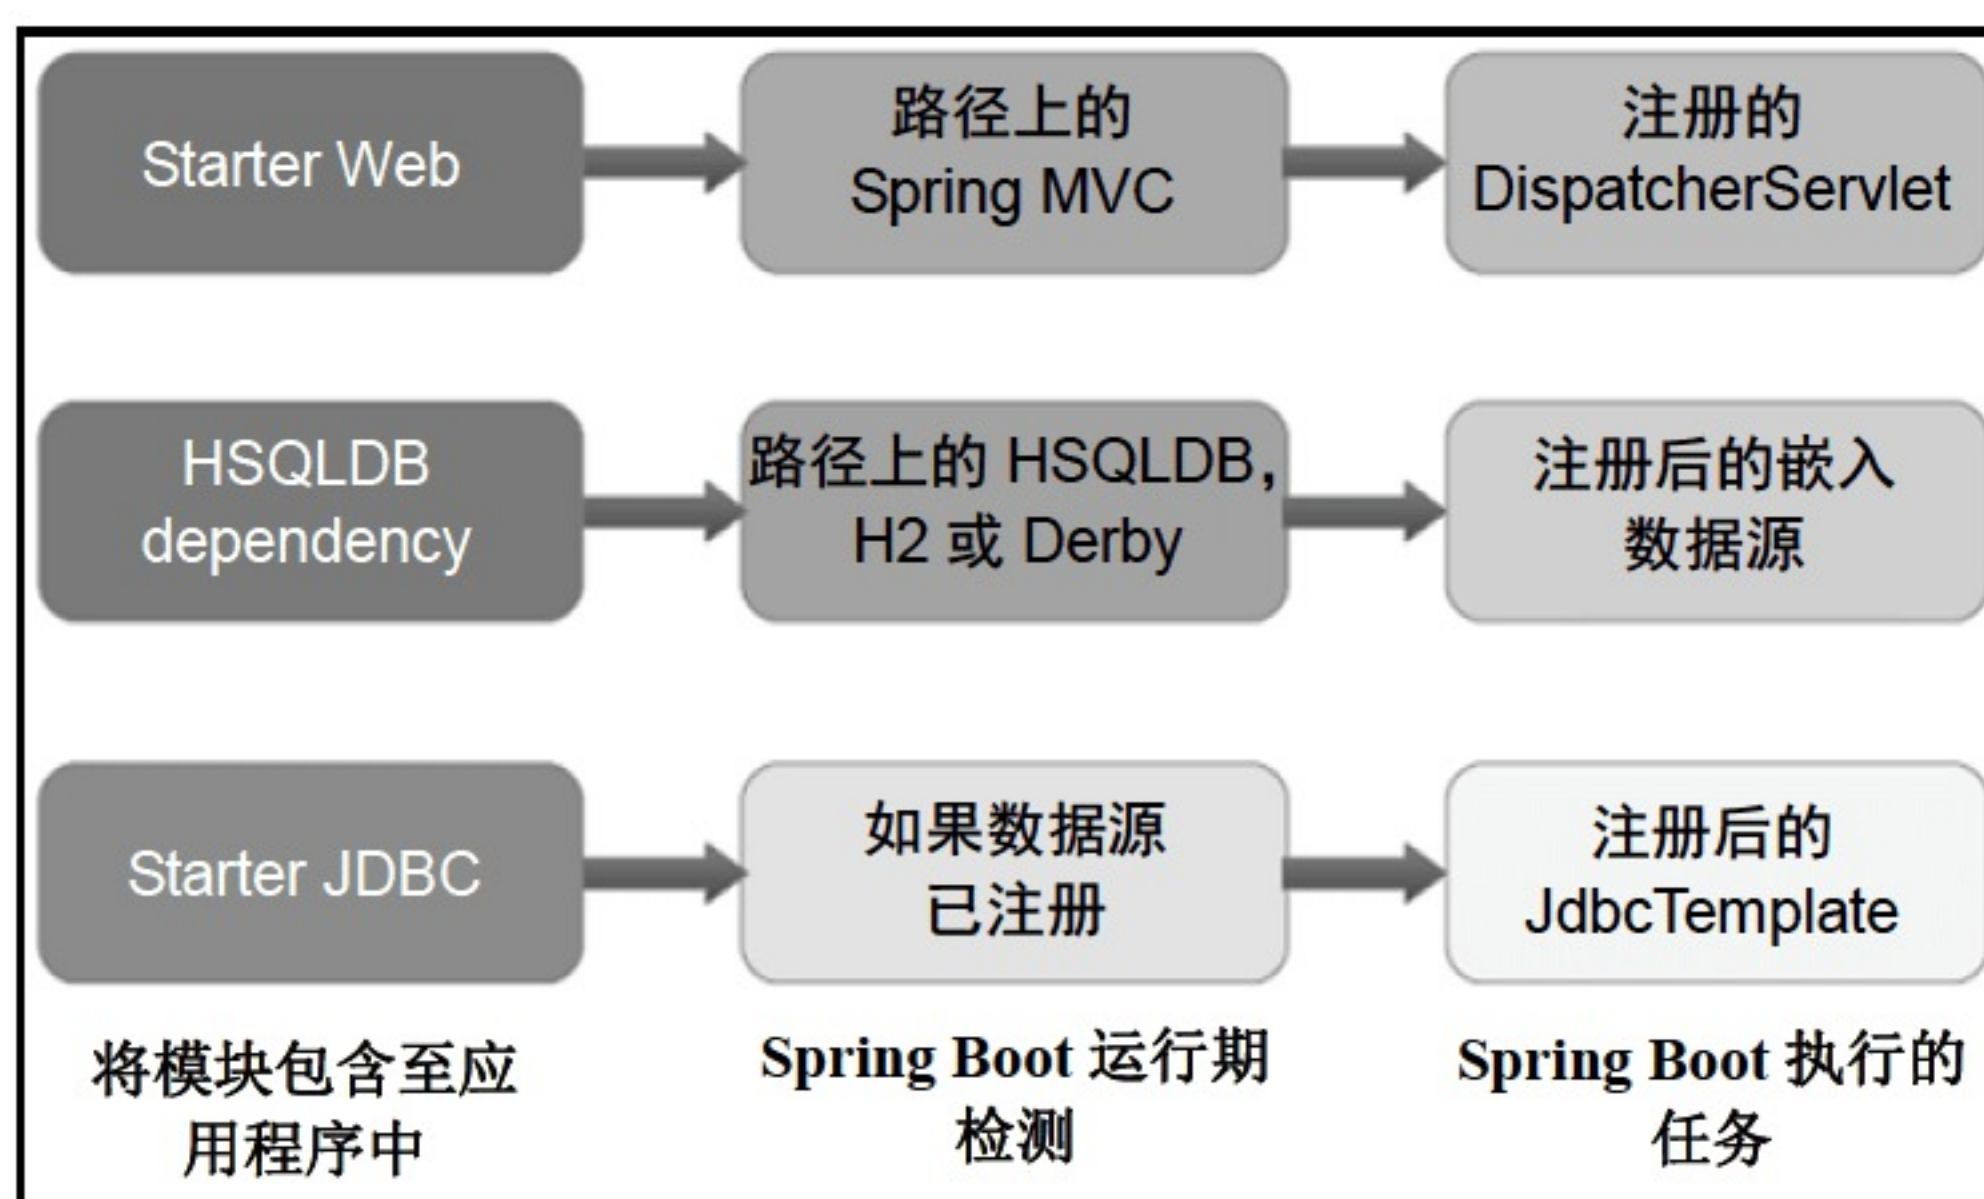 Starter Web
路径上的
Spring MVC
注册的
DispatcherServlet
HSQLDB
dependency
路径上的 HSQLDB，
H2 或 Derby
注册后的嵌入
数据源
Starter JDBC
如果数据源
已注册
注册后的
JdbcTemplate
将模块包含至应
用程序中
Spring Boot 运行期
检测
Spring Boot 执行的
任务